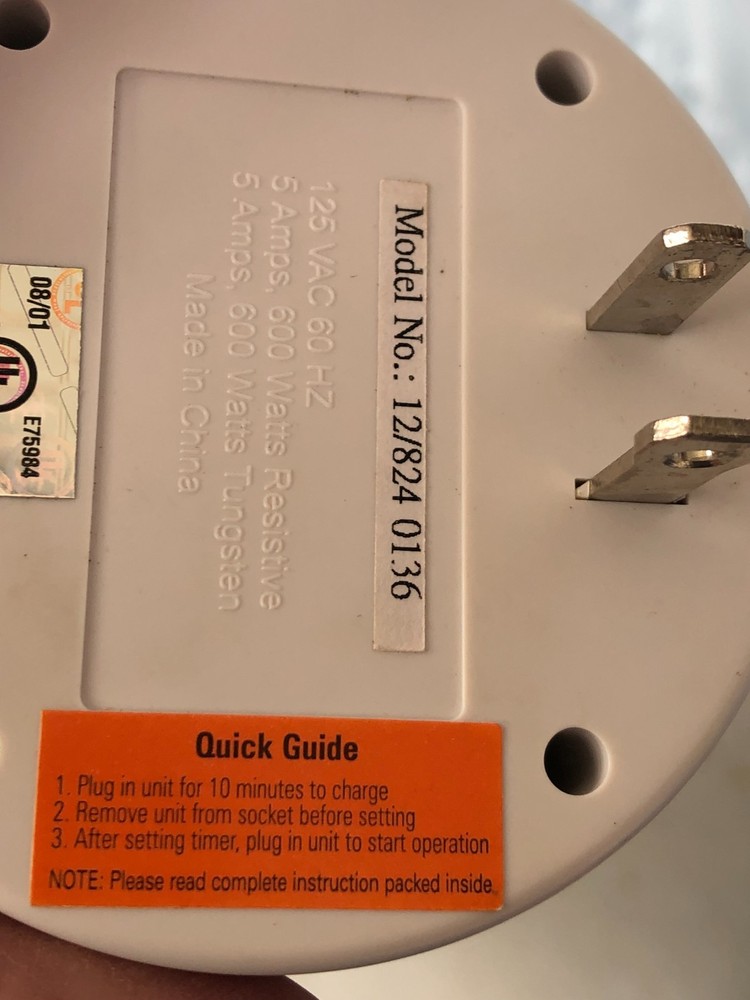 Model No.: 12/824 0136
125 VAC 60 HZ
5 Amps, 600 Watts Resistive
5 Amps, 600 Watts Tungsten
Made in China
08/01
UL
E75984
Quick Guide
1. Plug in unit for 10 minutes to charge
2. Remove unit from socket before setting
3. After setting timer, plug in unit to start operation
NOTE: Please read complete instruction packed inside.